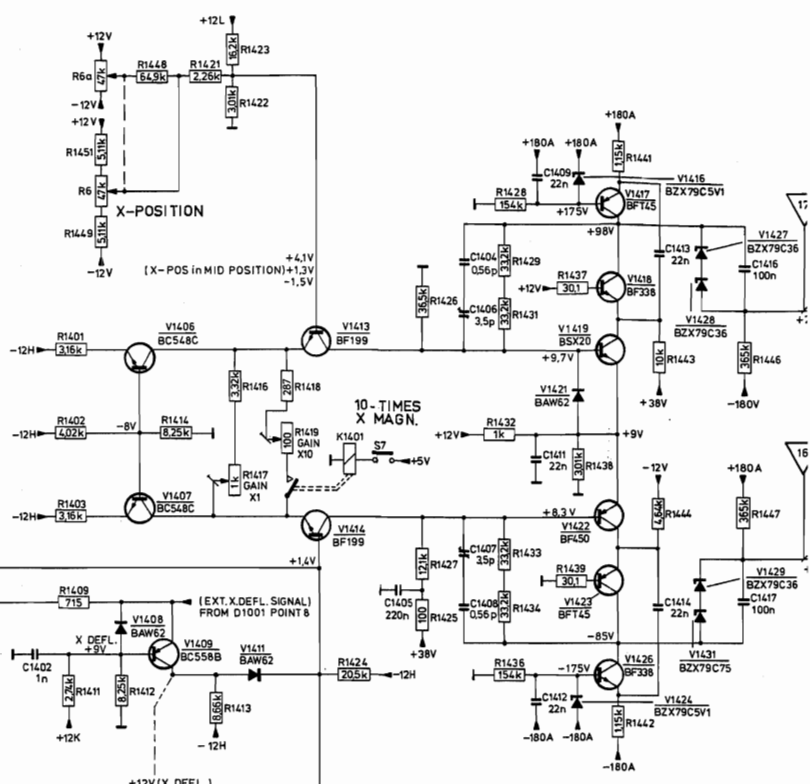 +12L
+12V
R1448
R1421
16,2k
R1423
R6a
47k
64,9k
2,26k
-12V
3,01k
R1422
+12V
R1451
5,11k
R6
47k
X-POSITION
R1449
5,11k
-12V
+4,1V
(X-POS in MID POSITION)+1,3V
-1,5V
+180A
+180A
+180A
1,15k
R1441
C1409
22n
V1416
BZX79C5V1
R1428
154k
+175V
V1417
BFT45
+98V
V1427
BZX79C36
C1404
0,56p
33,2k
R1429
C1413
22n
C1416
100n
R1437
V1418
+12V
30,1
BF338
36,5k
R1426
C1406
3,5p
33,2k
R1431
V1428
BZX79C36
V1419
BSX20
+9,7V
10k
R1443
365k
R1446
+38V
-180V
R1401
-12H
3,16k
V1406
BC548C
V1413
BF199
3,32k
R1416
287
R1418
V1421
BAW62
10-TIMES
X MAGN.
R1402
-12H
4,02k
-8V
R1414
8,25k
100
R1419
GAIN
X10
K1401
S7
+5V
+12V
R1432
1k
+9V
C1411
22n
3,01k
R1438
1k
R1417
GAIN
X1
R1403
-12H
3,16k
V1407
BC548C
V1414
BF199
+8,3V
V1422
BF450
-12V
4,64k
R1444
+180A
365k
R1447
16
+1,4V
121k
R1427
C1407
3,5p
33,2k
R1433
R1439
30,1
V1423
BFT45
V1429
BZX79C36
C1405
220n
100
R1425
C1408
0,56p
33,2k
R1434
C1414
22n
C1417
100n
+38V
-85V
V1431
BZX79C75
R1409
715
(EXT. X.DEFL. SIGNAL)
FROM D1001 POINT 8
V1408
BAW62
X DEFL.
+9V
V1409
BC558B
V1411
BAW62
C1402
1n
2,74k
R1411
8,25k
R1412
8,66k
R1413
R1424
20,5k
-12H
+12K
-12H
+12V (X DEFL.)
R1436
154k
-175V
V1426
BF338
C1412
22n
V1424
BZX79C5V1
1,15k
R1442
-180A
-180A
-180A